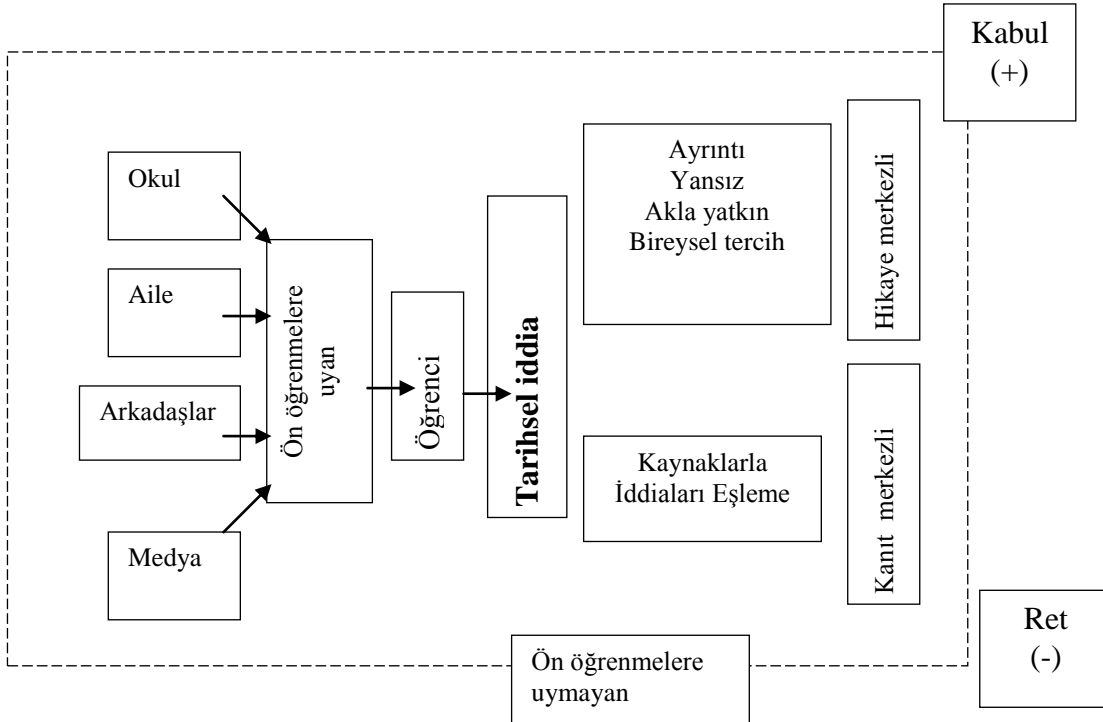 Kabul
(+)
Okul
Aile
Arkadaşlar
Medya
Ön öğrenmelere
uyan
Öğrenci
Tarihsel iddia
Ayrıntı
Yansız
Akla yatkın
Bireysel tercih
Hikaye merkezli
Kaynaklarla
İddiaları Eşleme
Kanıt merkezli
Ret
(-)
Ön öğrenmelere
uymayan